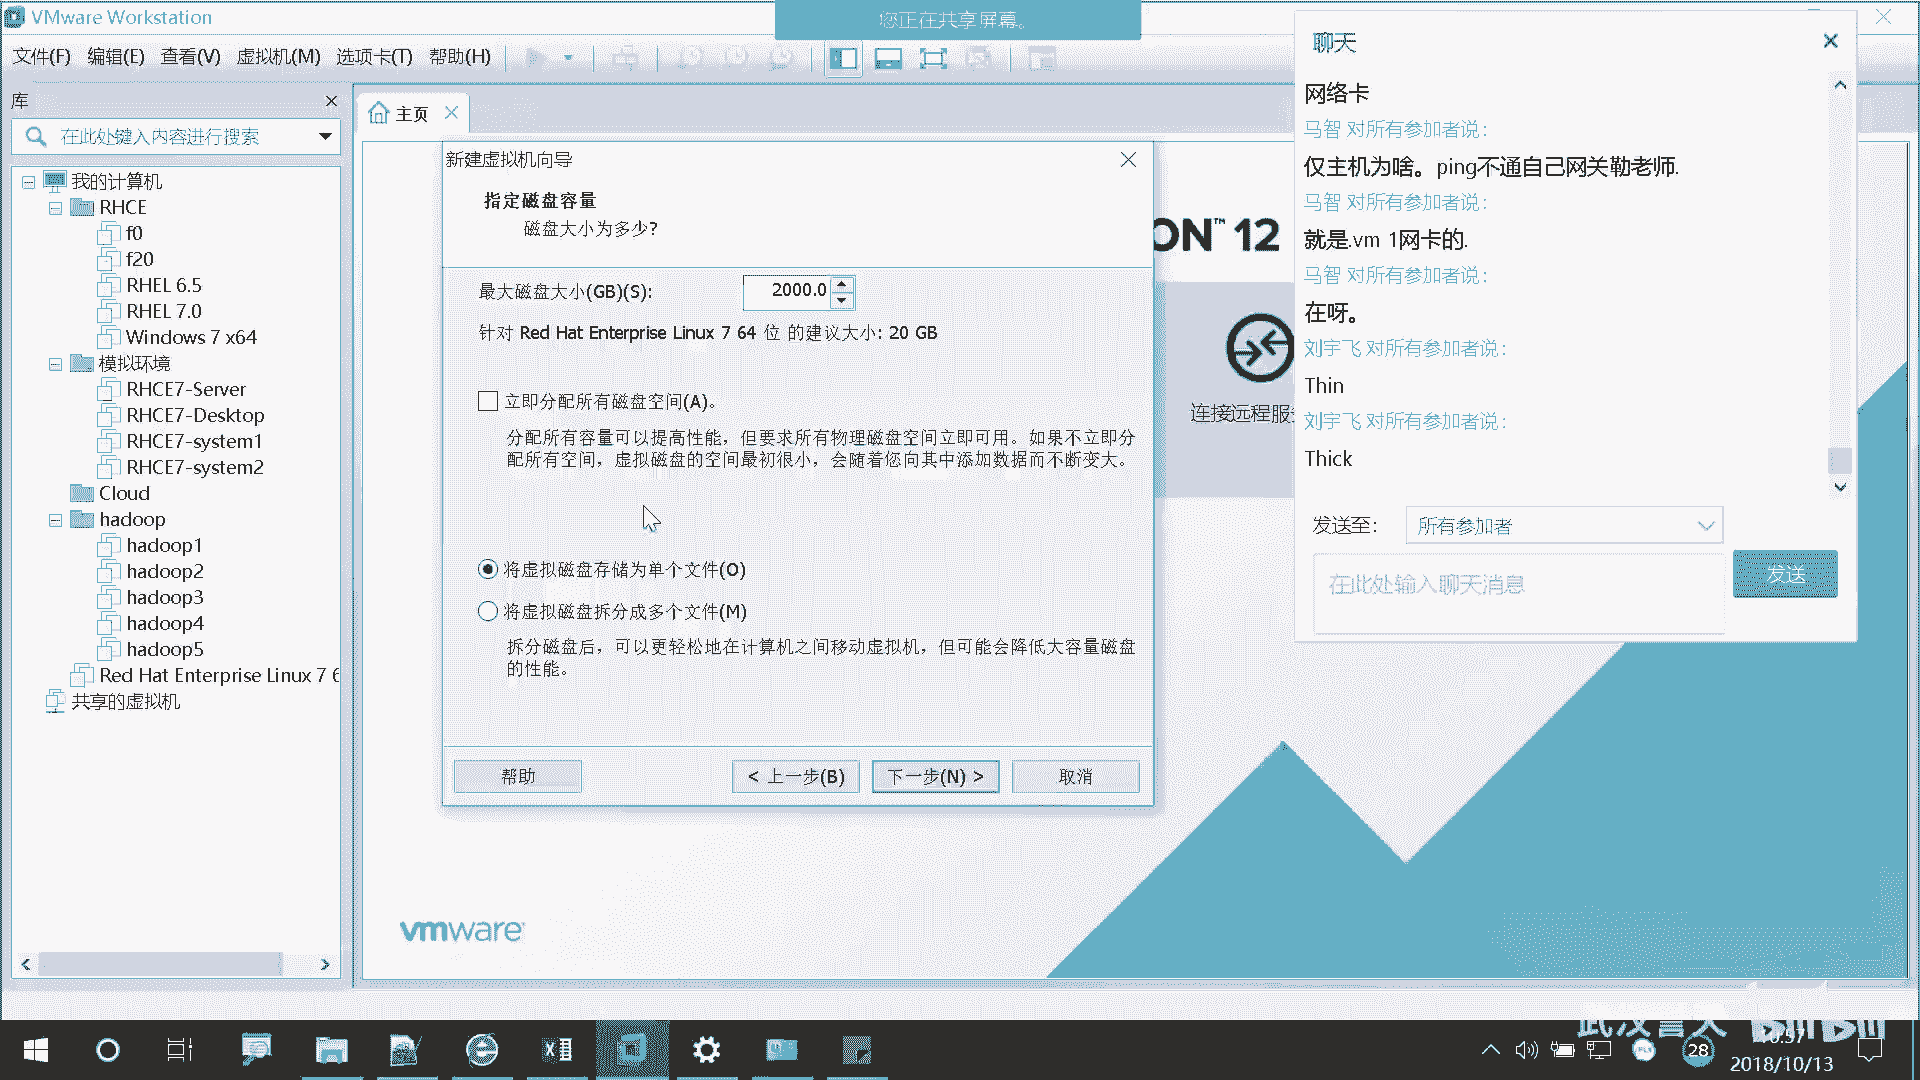 VMware Workstation
您正在共享屏幕。
文件(F) 编辑(E) 查看(V) 虚拟机(M) 选项卡(T) 帮助(H)
库
在此处键入内容进行搜索
我的计算机
RHCE
f0
f20
RHEL 6.5
RHEL 7.0
Windows 7 x64
模拟环境
RHCE7-Server
RHCE7-Desktop
RHCE7-system1
RHCE7-system2
Cloud
hadoop
hadoop1
hadoop2
hadoop3
hadoop4
hadoop5
Red Hat Enterprise Linux 7 6
共享的虚拟机
主页
新建虚拟机向导
指定磁盘容量
磁盘大小为多少?
最大磁盘大小(GB)(S): 2000.0
针对 Red Hat Enterprise Linux 7 64 位 的建议大小: 20 GB
立即分配所有磁盘空间(A)。
分配所有容量可以提高性能，但要求所有物理磁盘空间立即可用。如果不立即分
配所有空间，虚拟磁盘的空间最初很小，会随着您向其中添加数据而不断变大。
将虚拟磁盘存储为单个文件(O)
将虚拟磁盘拆分成多个文件(M)
拆分磁盘后，可以更轻松地在计算机之间移动虚拟机，但可能会降低大容量磁盘
的性能。
帮助
< 上一步(B)
下一步(N) >
取消
ON™ 12
连接远程服
vmware
聊天
网络卡
马智 对所有参加者说:
仅主机为啥。ping不通自己网关勒老师.
马智 对所有参加者说:
就是.vm 1网卡的.
马智 对所有参加者说:
在呀。
刘宇飞 对所有参加者说:
Thin
刘宇飞 对所有参加者说:
Thick
发送至: 所有参加者
在此处输入聊天消息
发送
28
2018/10/13